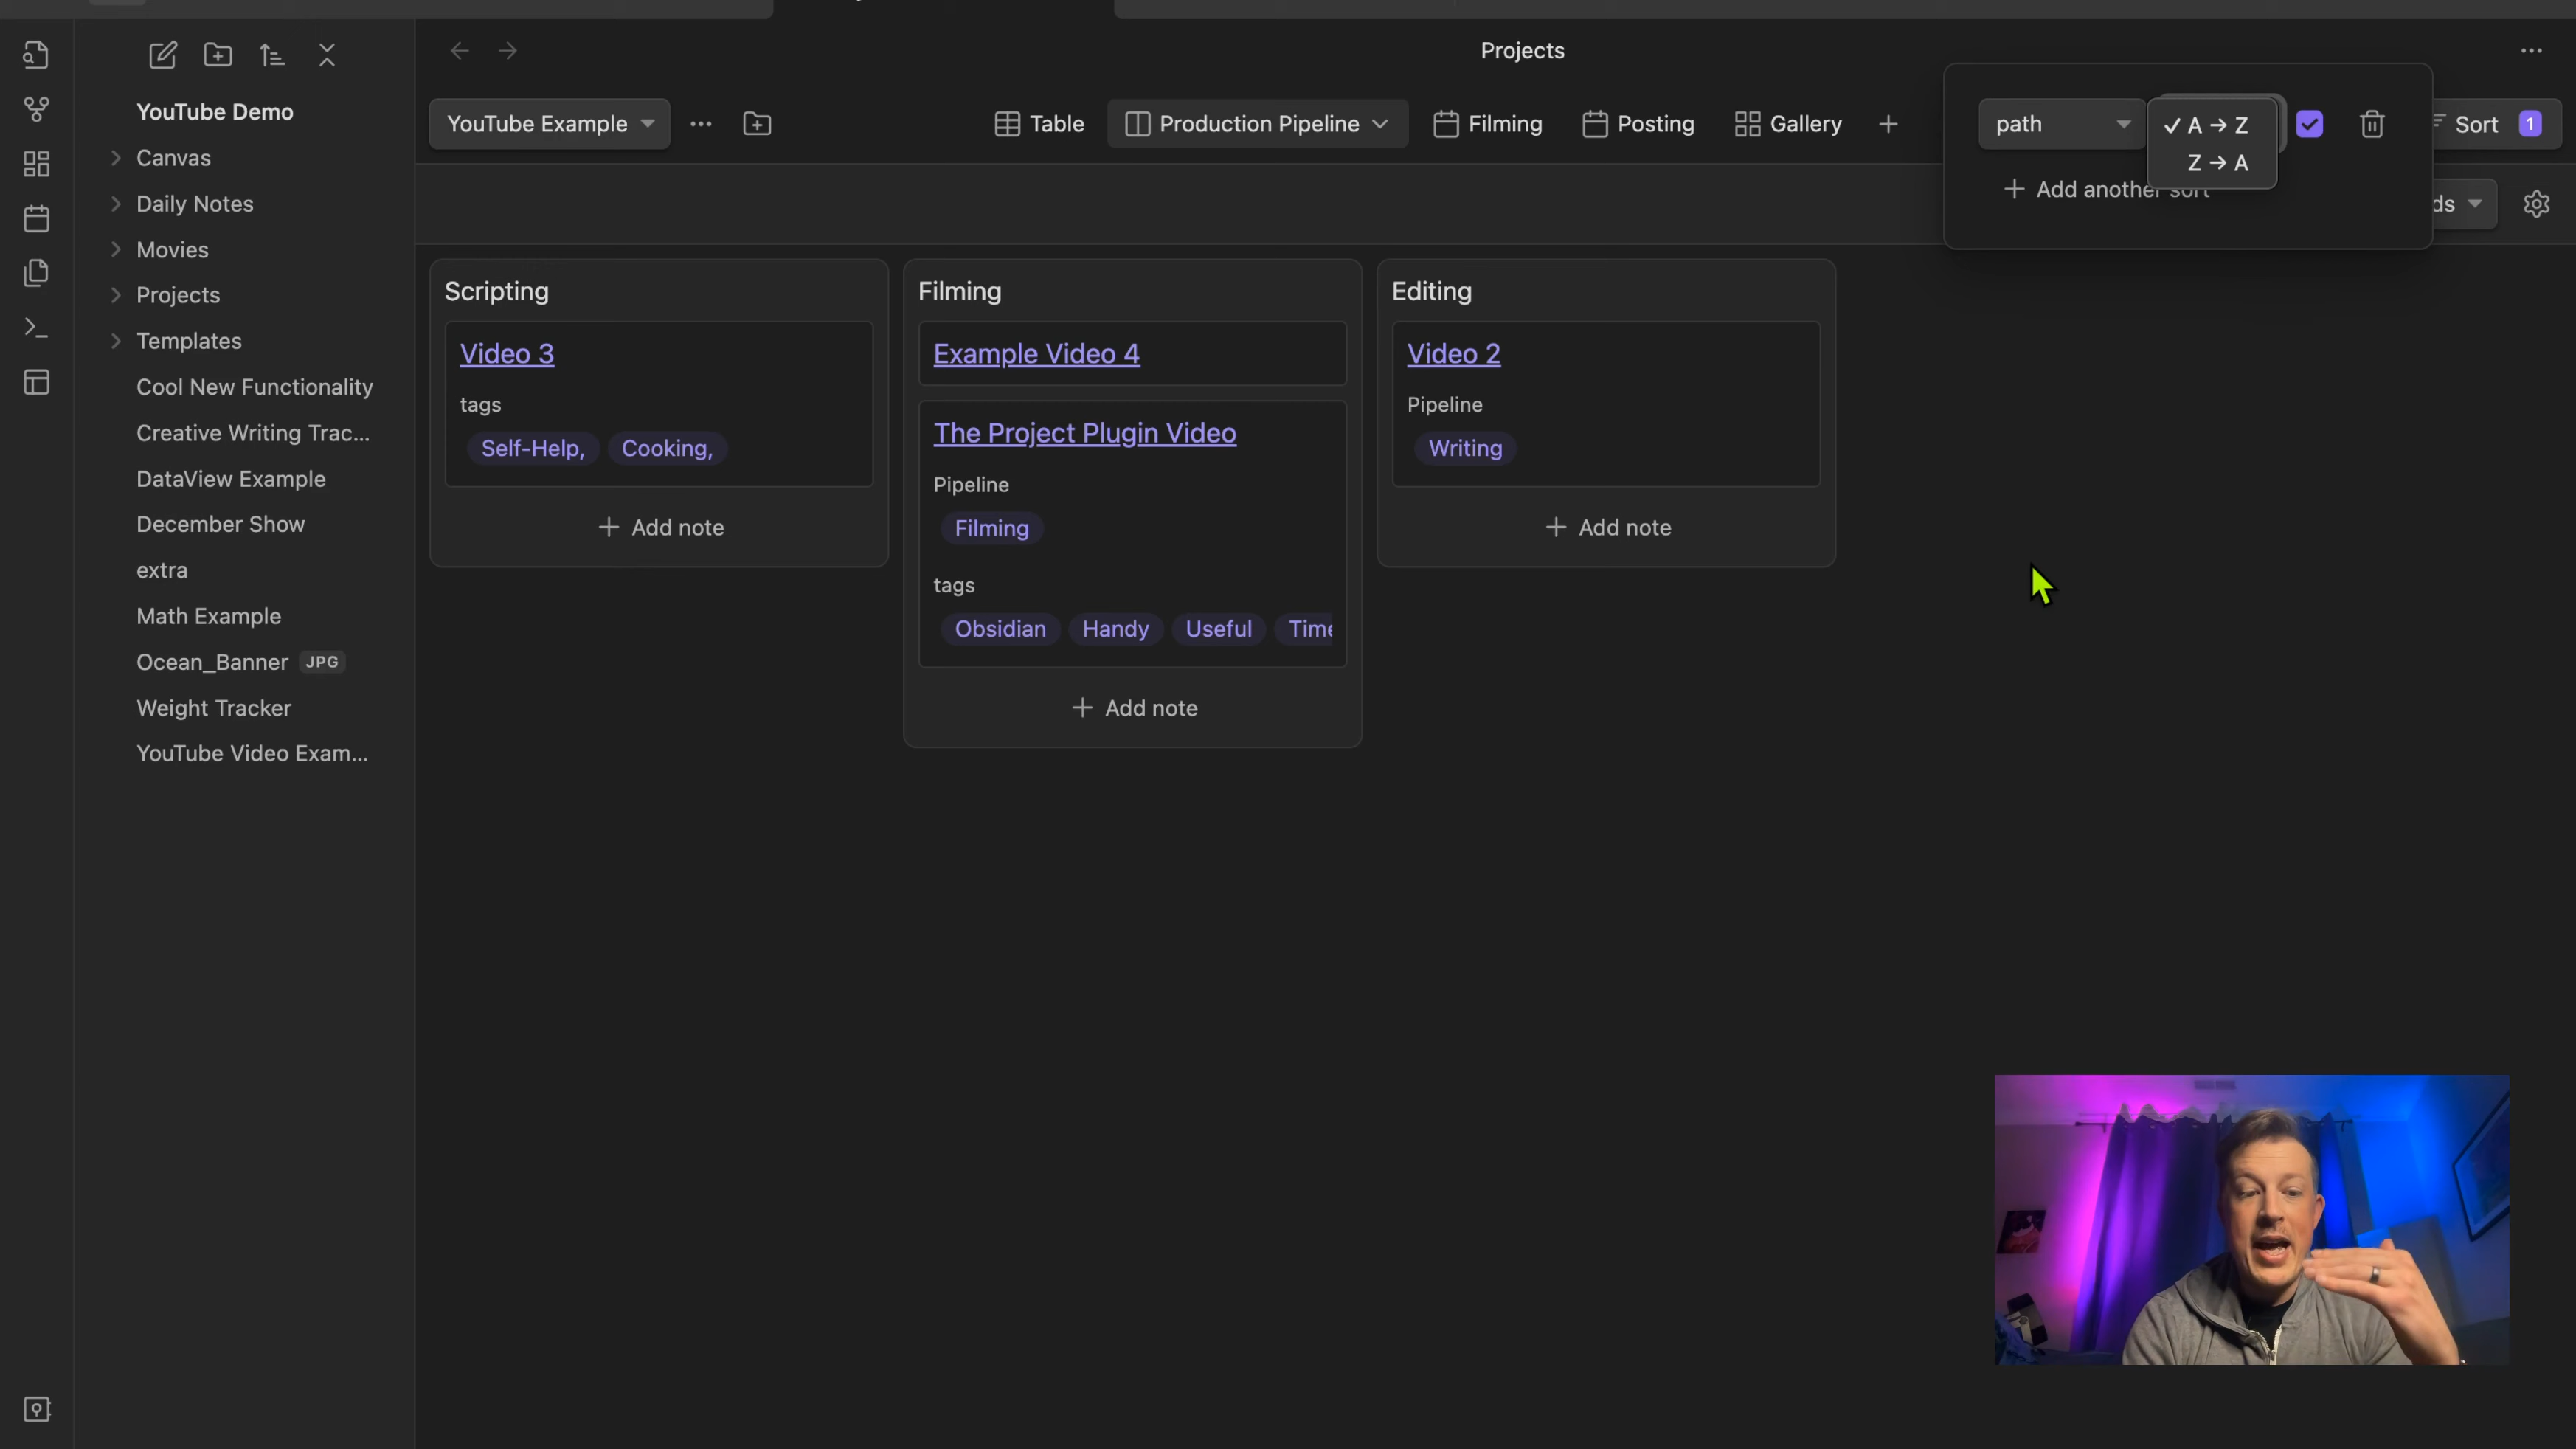 Projects
YouTube Demo
Canvas
Daily Notes
Movies
Projects
Templates
Cool New Functionality
Creative Writing Trac...
DataView Example
December Show
extra
Math Example
Ocean_Banner JPG
Weight Tracker
YouTube Video Exam...
YouTube Example
Table
Production Pipeline
Filming
Posting
Gallery
path
A → Z
Z → A
Sort 1
+ Add another sort
ds
Scripting
Video 3
tags
Self-Help, Cooking,
+ Add note
Filming
Example Video 4
The Project Plugin Video
Pipeline
Filming
tags
Obsidian Handy Useful Time
+ Add note
Editing
Video 2
Pipeline
Writing
+ Add note